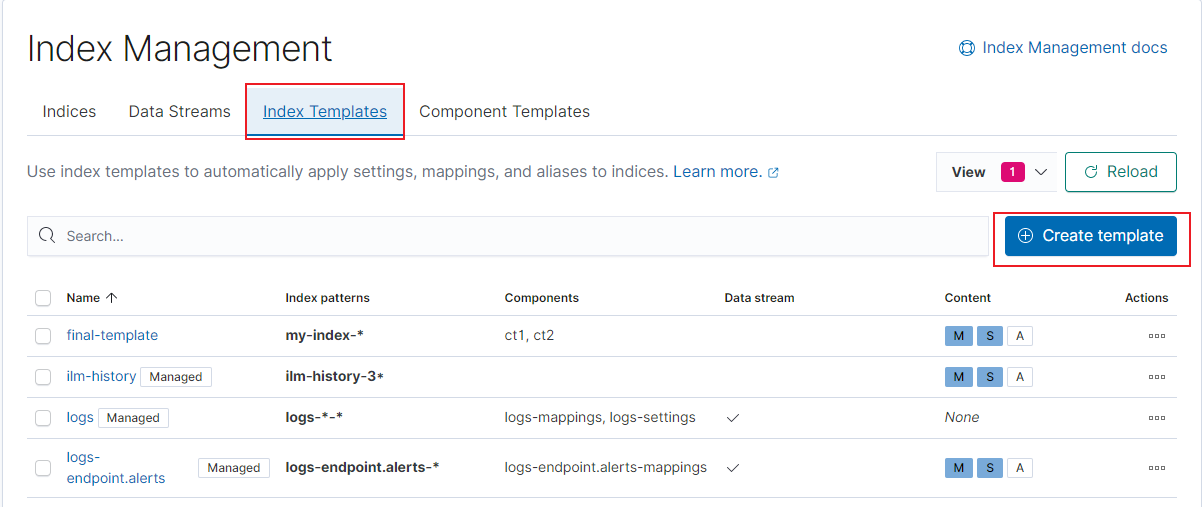 Index Management
Index Management docs
Indices Data Streams Index Templates Component Templates
Use index templates to automatically apply settings, mappings, and aliases to indices. Learn more.
View 1 Reload
Search...
Create template
Name Index patterns Components Data stream Content Actions
final-template my-index-* ct1, ct2 M S A
ilm-history Managed ilm-history-3* M S A
logs Managed logs-*-* logs-mappings, logs-settings None
logs-
endpoint.alerts Managed logs-endpoint.alerts-* logs-endpoint.alerts-mappings M S A